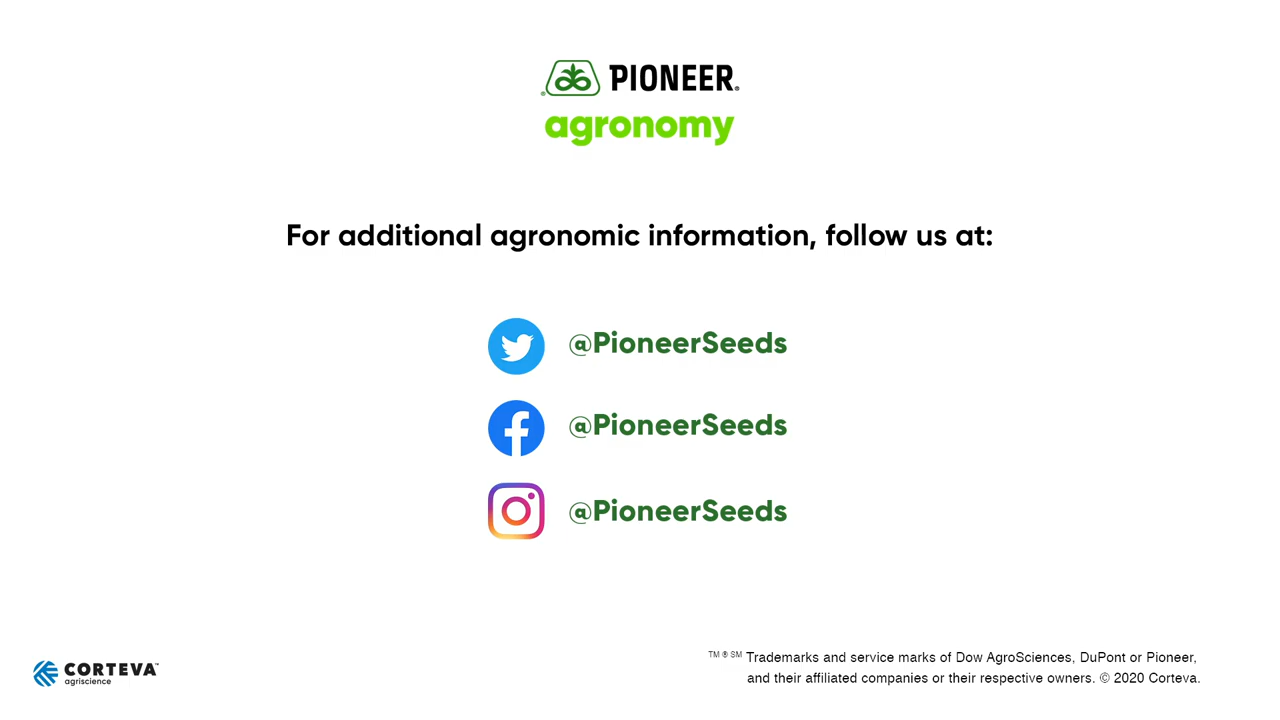 PIONEER®
agronomy
For additional agronomic information, follow us at:
@PioneerSeeds
@PioneerSeeds
@PioneerSeeds
CORTEVA™
agriscience
TM ® SM Trademarks and service marks of Dow AgroSciences, DuPont or Pioneer,
and their affiliated companies or their respective owners. © 2020 Corteva.